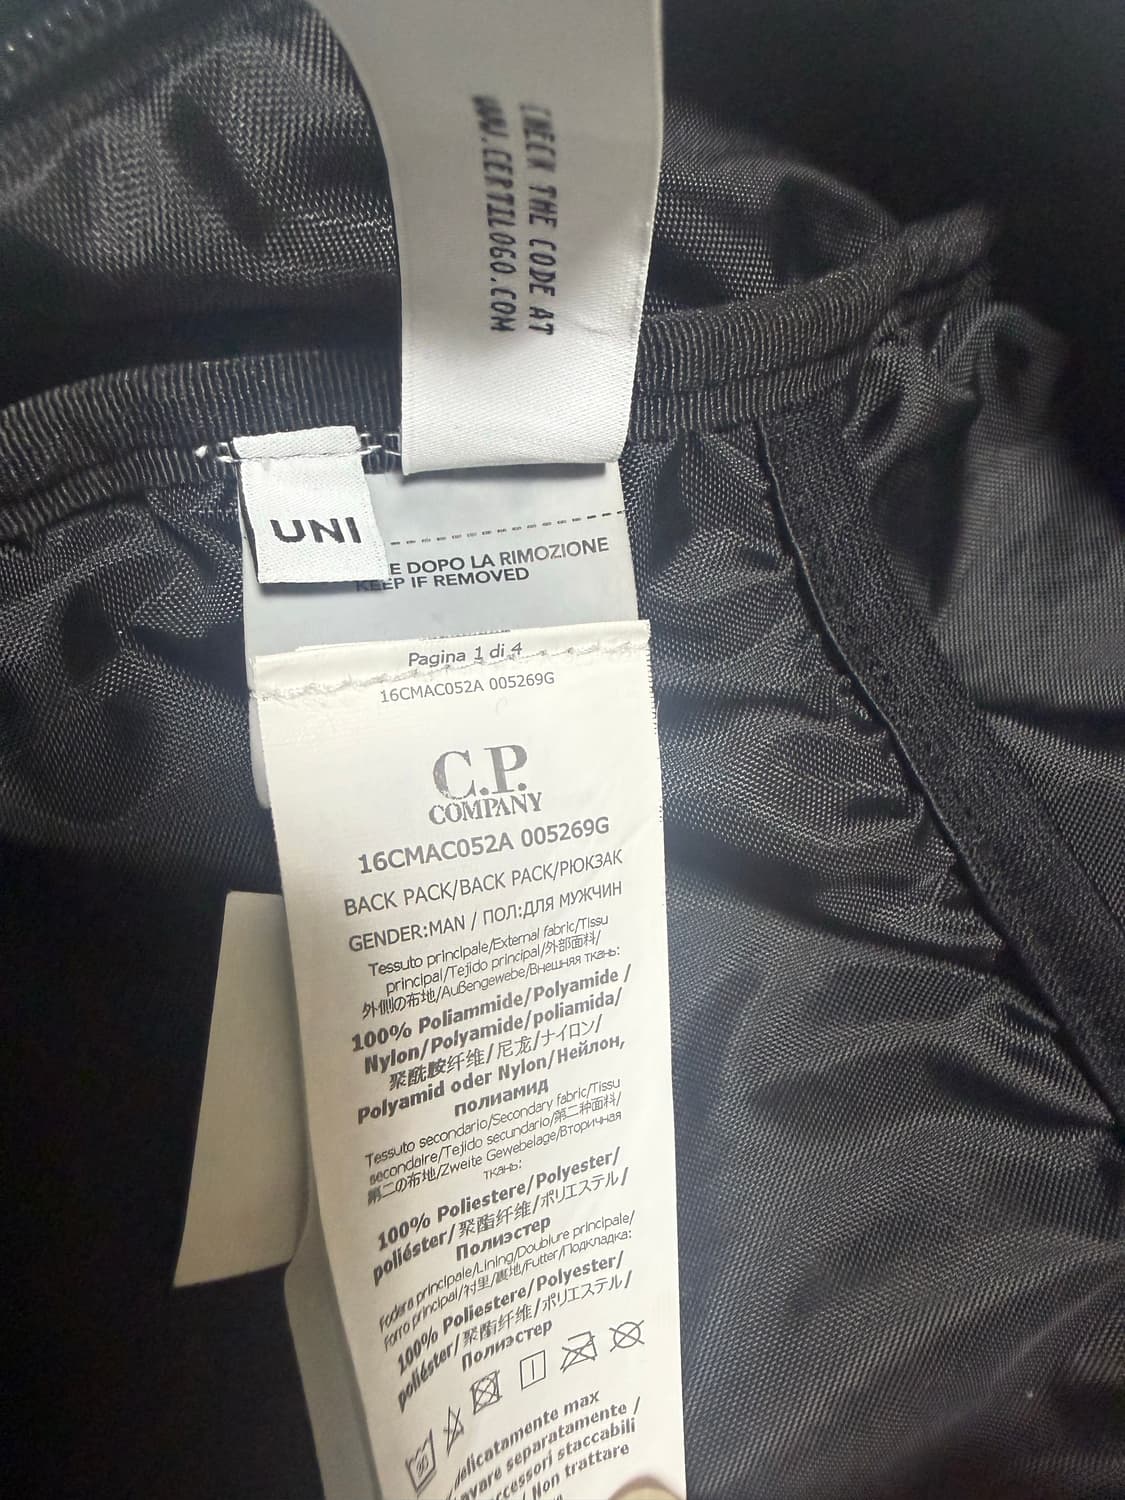 CHECK THE CODE AT
WWW.CERTILOGO.COM
UNI
E DOPO LA RIMOZIONE
KEEP IF REMOVED
Pagina 1 di 4
16CMAC052A 005269G
C.P.
COMPANY
16CMAC052A 005269G
BACK PACK/BACK PACK/РЮКЗАК
GENDER:MAN / ПОЛ:ДЛЯ МУЖЧИН
Tessuto principale/External fabric/Tissu
principal/Tejido principal/外部面料/
外側の布地/Außengewebe/Внешняя ткань:
100% Poliammide/Polyamide /
Nylon/Polyamide/poliamida/
聚酰胺纤维/尼龙/ナイロン/
Polyamid oder Nylon/Нейлон,
полиамид
Tessuto secondario/Secondary fabric/Tissu
secondaire/Tejido secundario/第二种面料/
第二の布地/Zweite Gewebelage/Вторичная
ткань:
100% Poliestere/Polyester/
poliéster/聚酯纤维/ポリエステル/
Полиэстер
Fodera principale/Lining/Doublure principale/
Forro principal/衬里/裏地/Futter/Подкладка:
100% Poliestere/Polyester/
poliéster/聚酯纤维/ポリエステル/
Полиэстер
30
delicatamente max
avare separatamente /
ccessori staccabili
/ Non trattare